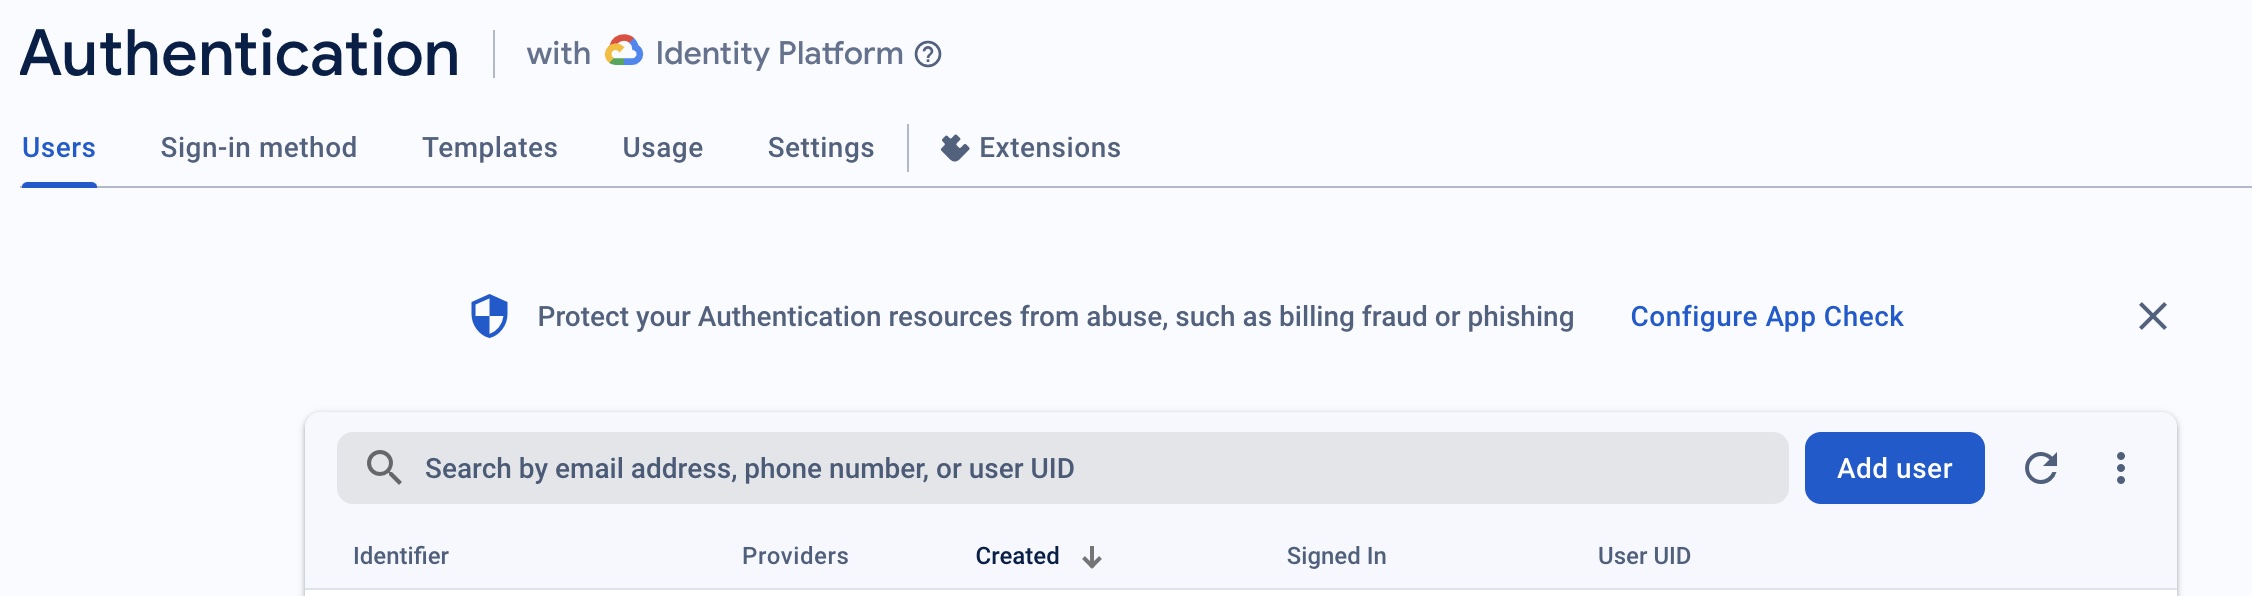 Authentication with Identity Platform
Users Sign-in method Templates Usage Settings Extensions
Protect your Authentication resources from abuse, such as billing fraud or phishing Configure App Check
Search by email address, phone number, or user UID Add user
Identifier Providers Created Signed In User UID